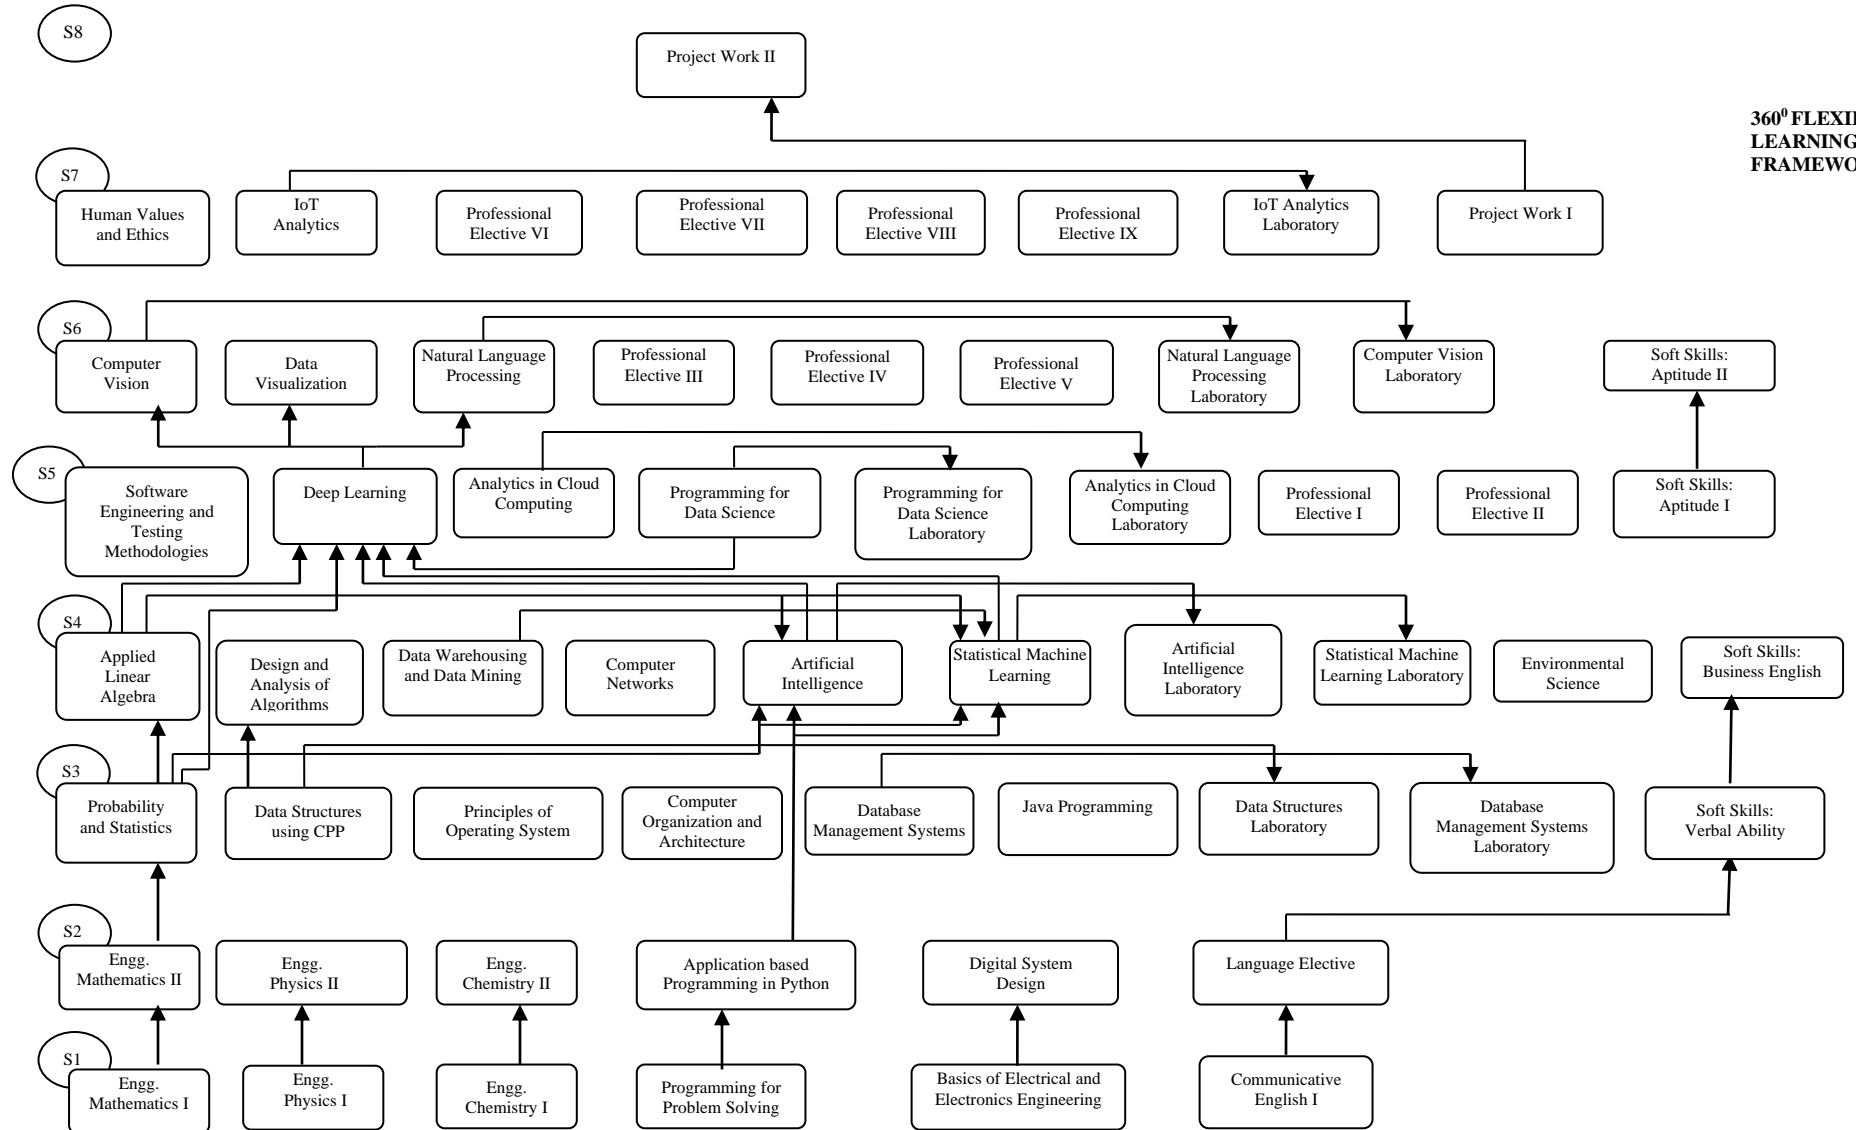 S8
Project Work II
360⁰ FLEXI
LEARNING
FRAMEWO
S7
Human Values
and Ethics
IoT
Analytics
Professional
Elective VI
Professional
Elective VII
Professional
Elective VIII
Professional
Elective IX
IoT Analytics
Laboratory
Project Work I
S6
Computer
Vision
Data
Visualization
Natural Language
Processing
Professional
Elective III
Professional
Elective IV
Professional
Elective V
Natural Language
Processing
Laboratory
Computer Vision
Laboratory
Soft Skills:
Aptitude II
S5
Software
Engineering and
Testing
Methodologies
Deep Learning
Analytics in Cloud
Computing
Programming for
Data Science
Programming for
Data Science
Laboratory
Analytics in Cloud
Computing
Laboratory
Professional
Elective I
Professional
Elective II
Soft Skills:
Aptitude I
S4
Applied
Linear
Algebra
Design and
Analysis of
Algorithms
Data Warehousing
and Data Mining
Computer
Networks
Artificial
Intelligence
Statistical Machine
Learning
Artificial
Intelligence
Laboratory
Statistical Machine
Learning Laboratory
Environmental
Science
Soft Skills:
Business English
S3
Probability
and Statistics
Data Structures
using CPP
Principles of
Operating System
Computer
Organization and
Architecture
Database
Management Systems
Java Programming
Data Structures
Laboratory
Database
Management Systems
Laboratory
Soft Skills:
Verbal Ability
S2
Engg.
Mathematics II
Engg.
Physics II
Engg.
Chemistry II
Application based
Programming in Python
Digital System
Design
Language Elective
S1
Engg.
Mathematics I
Engg.
Physics I
Engg.
Chemistry I
Programming for
Problem Solving
Basics of Electrical and
Electronics Engineering
Communicative
English I